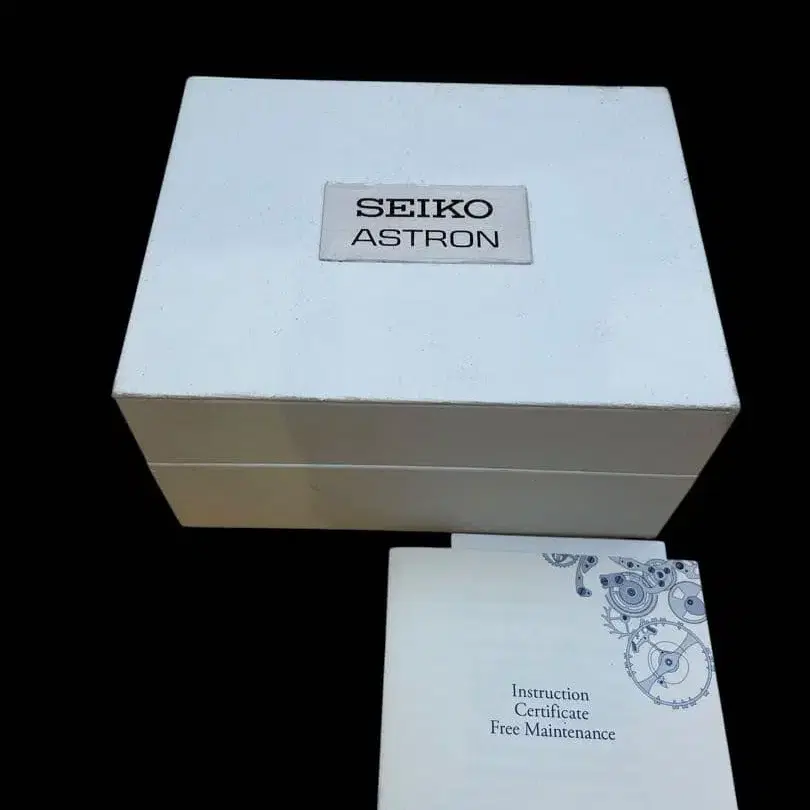 SEIKO
ASTRON
Instruction
Certificate
Free Maintenance